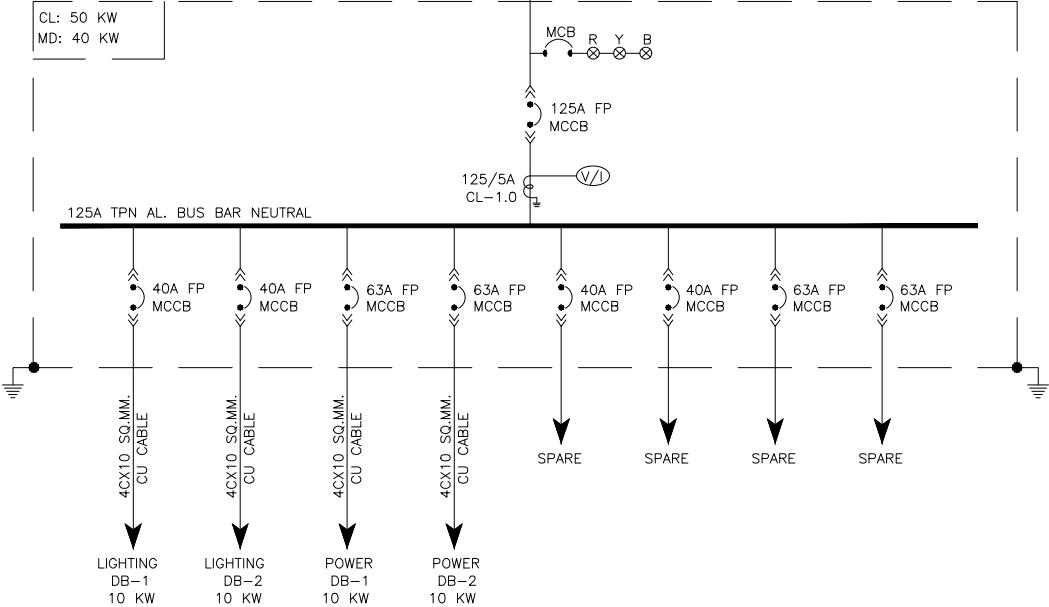 CL: 50 KW
MD: 40 KW
MCB
R Y B
125A FP
MCCB
125/5A
CL-1.0
V/I
125A TPN AL. BUS BAR NEUTRAL
40A FP
MCCB
40A FP
MCCB
63A FP
MCCB
63A FP
MCCB
40A FP
MCCB
40A FP
MCCB
63A FP
MCCB
63A FP
MCCB
4CX10 SQ.MM.
CU CABLE
4CX10 SQ.MM.
CU CABLE
4CX10 SQ.MM.
CU CABLE
4CX10 SQ.MM.
CU CABLE
SPARE
SPARE
SPARE
SPARE
LIGHTING
DB-1
10 KW
LIGHTING
DB-2
10 KW
POWER
DB-1
10 KW
POWER
DB-2
10 KW